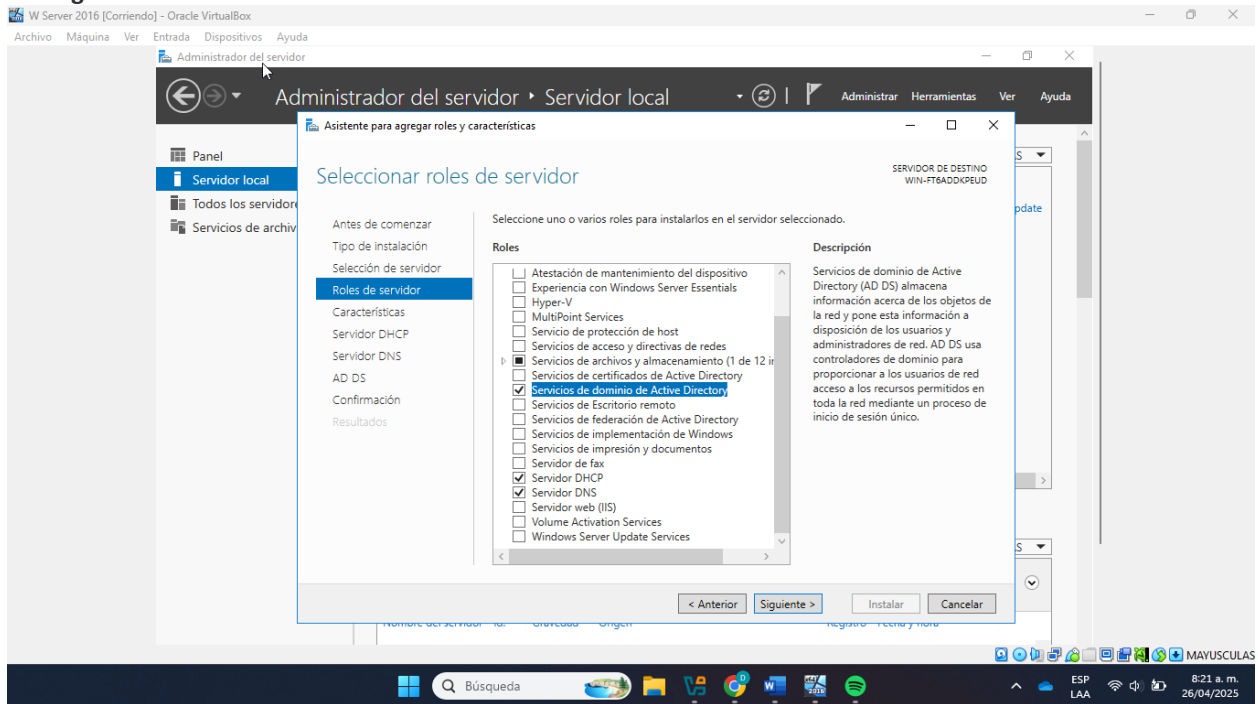 W Server 2016 [Corriendo] - Oracle VirtualBox
Archivo Máquina Ver Entrada Dispositivos Ayuda
Administrador del servidor
Administrador del servidor Servidor local
Administrar Herramientas Ver Ayuda
Asistente para agregar roles y características
Panel
Servidor local
Todos los
Servicios de
Seleccionar roles de servidor
SERVIDOR DE DESTINO
WIN-FT6ADDKPEUD
Antes de comenzar
Tipo de instalación
Selección de servidor
Roles de servidor
Características
Servidor DHCP
Servidor DNS
AD DS
Confirmación
Resultados
Seleccione uno o varios roles para instalarlos en el servidor seleccionado.
Roles
Atestación de mantenimiento del dispositivo
Experiencia con Windows Server Essentials
Hyper-V
MultiPoint Services
Servicio de protección de host
Servicios de acceso y directivas de redes
Servicios de archivos y almacenamiento (1 de 12 in
Servicios de certificados de Active Directory
Servicios de dominio de Active Directory
Servicios de Escritorio remoto
Servicios de federación de Active Directory
Servicios de implementación de Windows
Servicios de impresión y documentos
Servidor de fax
Servidor DHCP
Servidor DNS
Servidor web (IIS)
Volume Activation Services
Windows Server Update Services
Descripción
Servicios de dominio de Active
Directory (AD DS) almacena
información acerca de los objetos de
la red y pone esta información a
disposición de los usuarios y
administradores de red. AD DS usa
controladores de dominio para
proporcionar a los usuarios de red
acceso a los recursos permitidos en
toda la red mediante un proceso de
inicio de sesión único.
< Anterior Siguiente > Instalar Cancelar
MAYUSCULAS
Búsqueda
2016
ESP
LAA
8:21 a. m.
26/04/2025